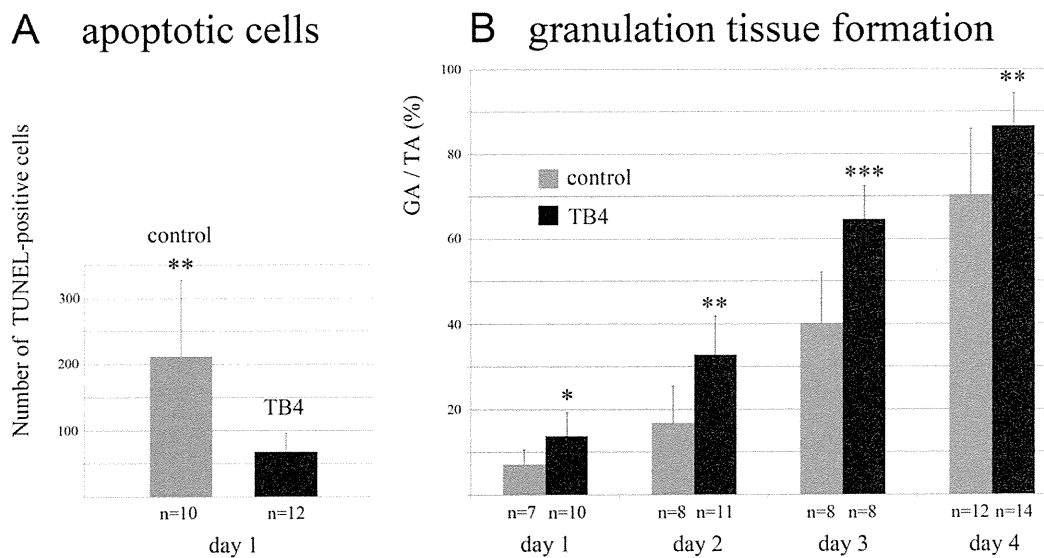 A apoptotic cells
Number of TUNEL-positive cells
300
200
100
control
**
TB4
n=10 n=12
day 1
B granulation tissue formation
GA / TA (%)
100
80
60
40
20
control
TB4
*
**
***
**
n=7 n=10 n=8 n=11 n=8 n=8 n=12 n=14
day 1 day 2 day 3 day 4